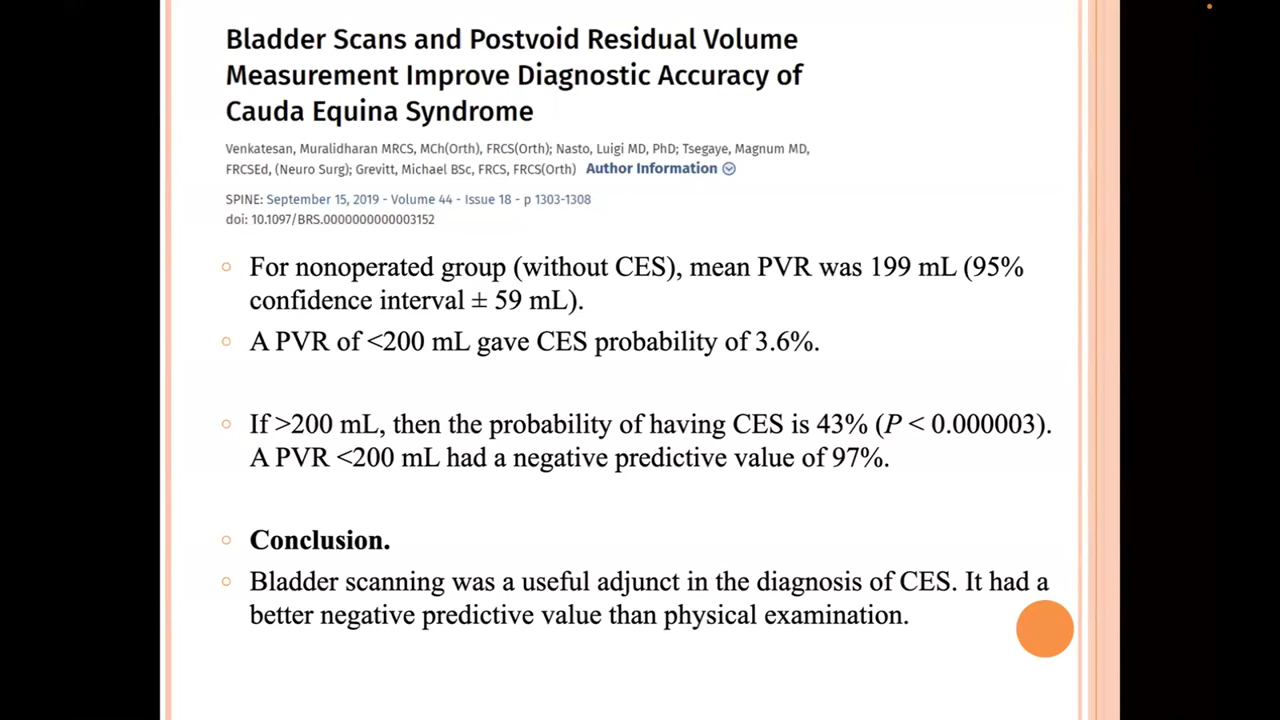 Bladder Scans and Postvoid Residual Volume
Measurement Improve Diagnostic Accuracy of
Cauda Equina Syndrome
Venkatesan, Muralidharan MRCS, MCh(Orth), FRCS(Orth); Nasto, Luigi MD, PhD; Tsegaye, Magnum MD,
FRCSEd, (Neuro Surg); Grevitt, Michael BSc, FRCS, FRCS(Orth) Author Information
SPINE: September 15, 2019 - Volume 44 - Issue 18 - p 1303-1308
doi: 10.1097/BRS.0000000000003152
For nonoperated group (without CES), mean PVR was 199 mL (95%
confidence interval ± 59 mL).
A PVR of <200 mL gave CES probability of 3.6%.
If >200 mL, then the probability of having CES is 43% (P < 0.000003).
A PVR <200 mL had a negative predictive value of 97%.
Conclusion.
Bladder scanning was a useful adjunct in the diagnosis of CES. It had a
better negative predictive value than physical examination.